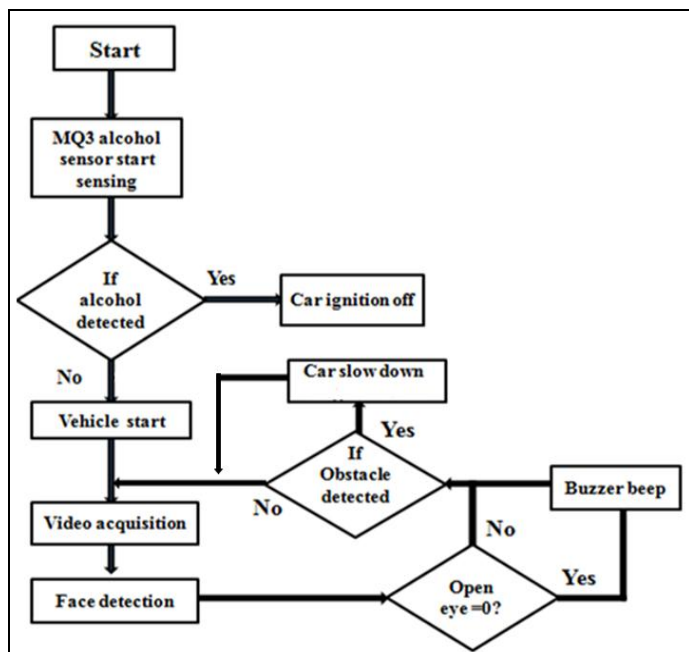 Start
MQ3 alcohol
sensor start
sensing
If
alcohol
detected
Yes
Car ignition off
No
Vehicle start
Car slow down
Yes
If
Obstacle
detected
No
Video acquisition
Buzzer beep
No
Face detection
Open
eye =0?
Yes